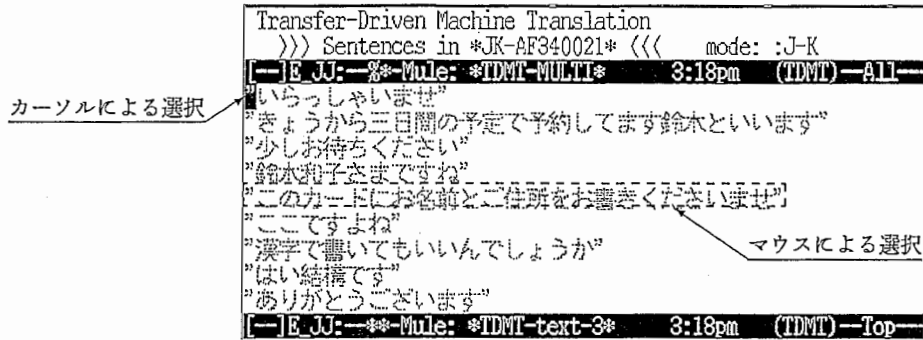 Transfer-Driven Machine Translation
⟩⟩⟩ Sentences in *JK-AF340021* ⟨⟨⟨ mode: :J-K
[--]E_JJ:--%*-Mule: *TDMT-MULTI* 3:18pm (TDMT)--All--
カーソルによる選択
"いらっしゃいませ"
"きょうから三日間の予定で予約してます鈴木といいます"
"少しお待ちください"
"鈴木和子さまですね"
"このカードにお名前とご住所をお書きくださいませ"
"ここですよね"
"漢字で書いてもいいんでしょうか"
マウスによる選択
"はい結構です"
"ありがとうございます"
[--]E_JJ:--**-Mule: *TDMT-text-3* 3:18pm (TDMT)--Top--